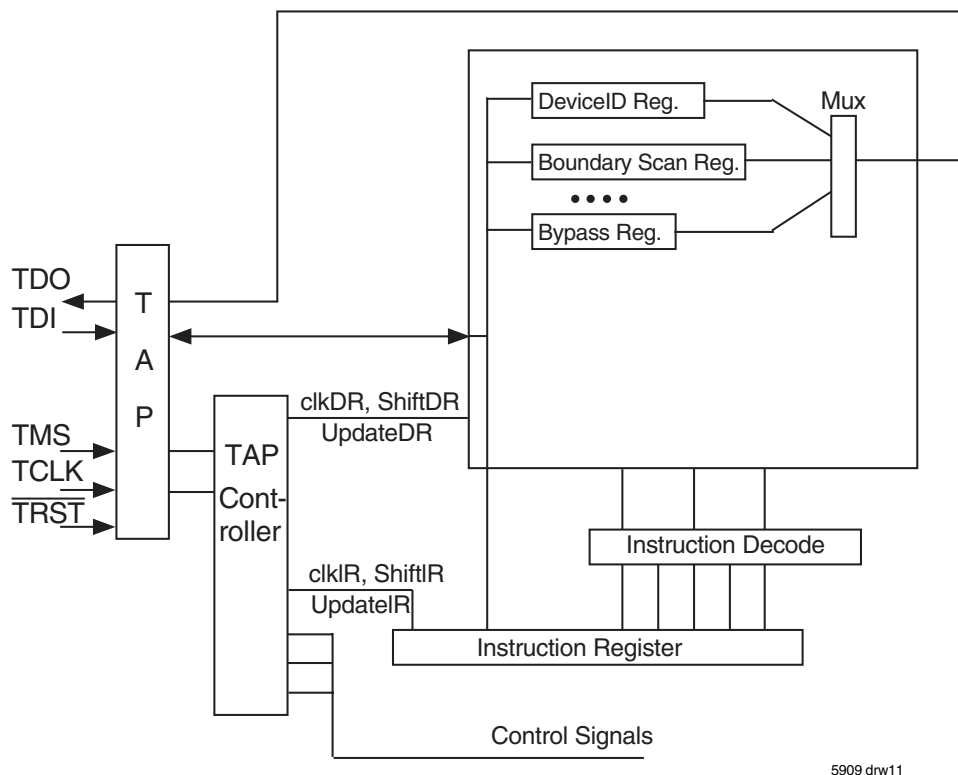 DeviceID Reg.
Mux
Boundary Scan Reg.
Bypass Reg.
TDO
TDI
T
A
P
TMS
TCLK
TRST
clkDR, ShiftDR
UpdateDR
TAP
Cont-
roller
Instruction Decode
clkIR, ShiftIR
UpdateIR
Instruction Register
Control Signals
5909 drw11